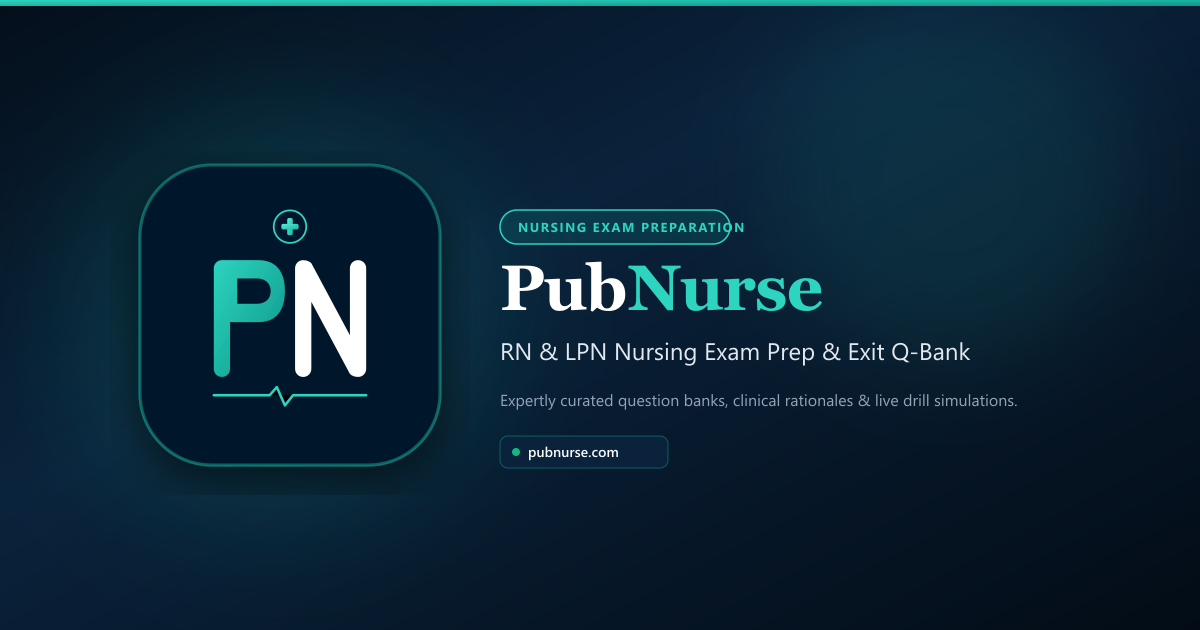 PN
NURSING EXAM PREPARATION
PubNurse
RN & LPN Nursing Exam Prep & Exit Q-Bank
Expertly curated question banks, clinical rationales & live drill simulations.
pubnurse.com